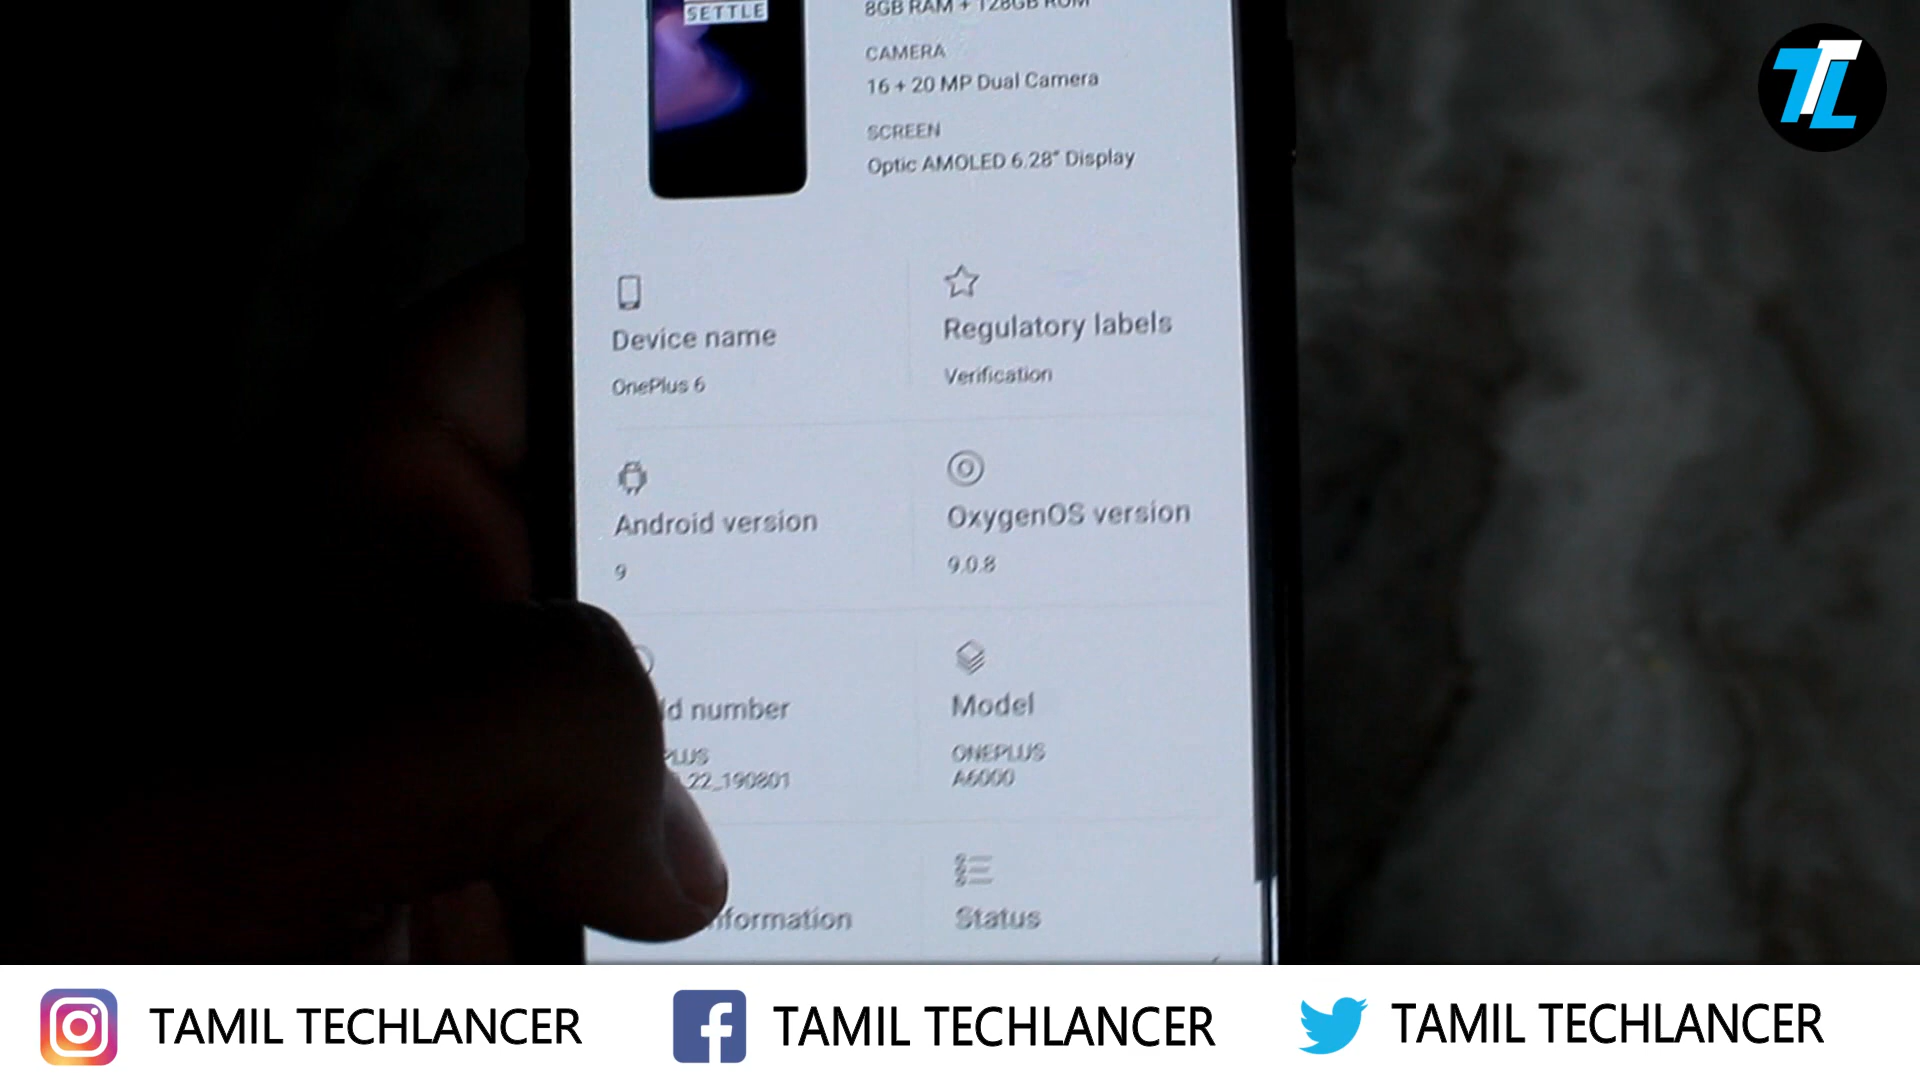 SETTLE
8GB RAM + 128GB ROM
CAMERA
16 + 20 MP Dual Camera
SCREEN
Optic AMOLED 6.28" Display
Device name
OnePlus 6
Regulatory labels
Verification
Android version
9
OxygenOS version
9.0.8
number
22_190801
Model
ONEPLUS
A6000
Status
TAMIL TECHLANCER
TAMIL TECHLANCER
TAMIL TECHLANCER